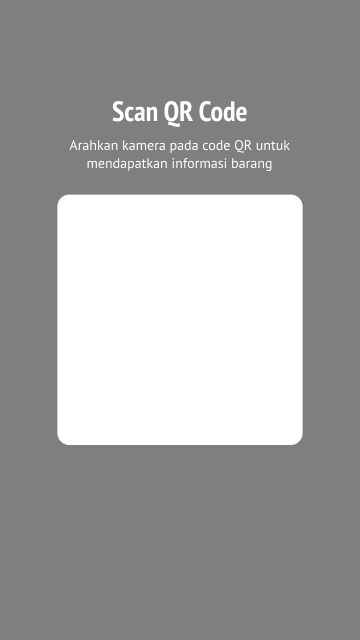 Scan QR Code
Arahkan kamera pada code QR untuk
mendapatkan informasi barang